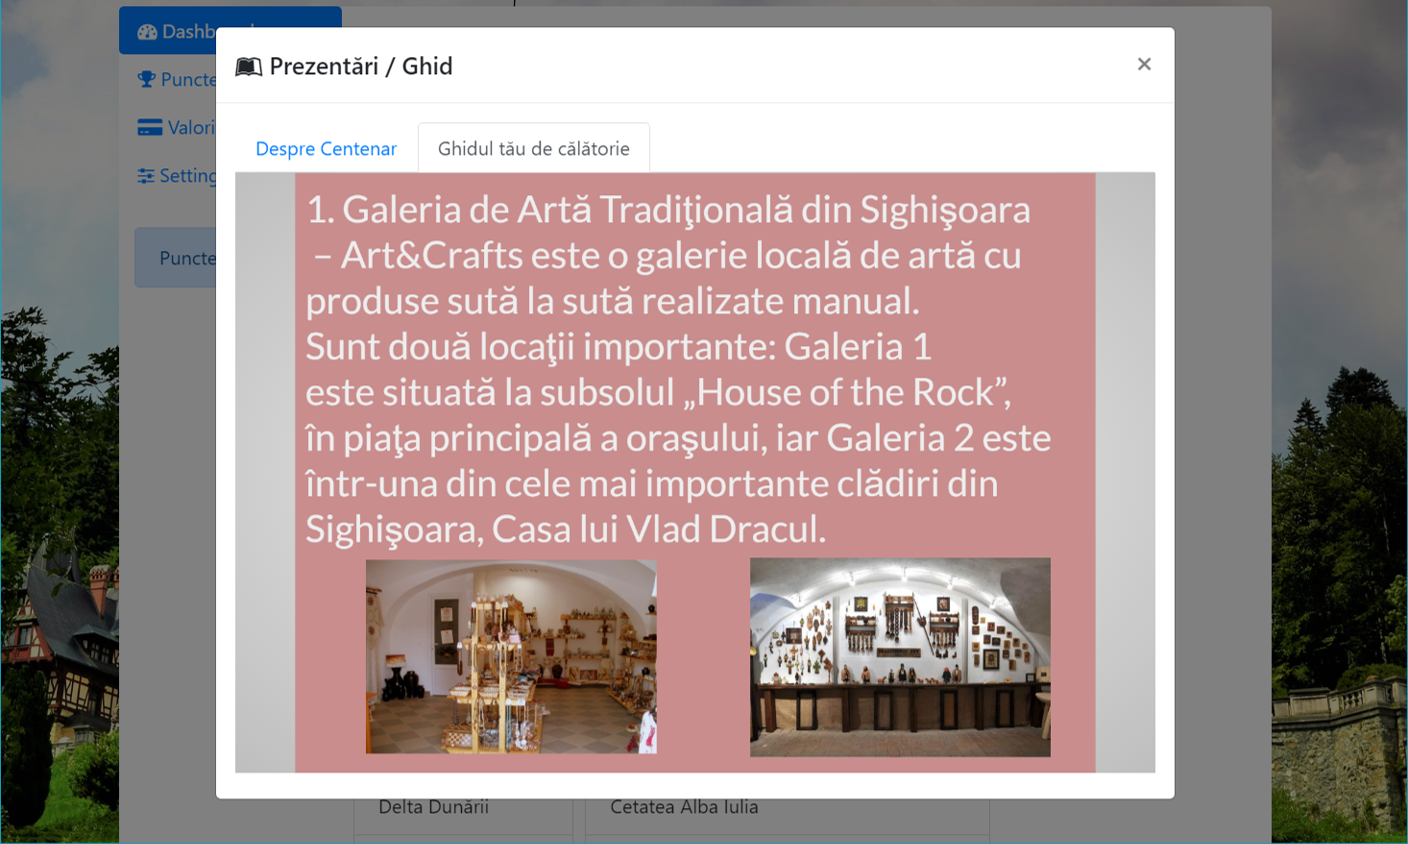 Dashb
Puncte
Valori
Setting
Puncte
Prezentări / Ghid
×
Despre Centenar
Ghidul tău de călătorie
1. Galeria de Artă Tradiţională din Sighişoara
– Art&Crafts este o galerie locală de artă cu
produse sută la sută realizate manual.
Sunt două locaţii importante: Galeria 1
este situată la subsolul „House of the Rock”,
în piaţa principală a oraşului, iar Galeria 2 este
într-una din cele mai importante clădiri din
Sighişoara, Casa lui Vlad Dracul.
Delta Dunării
Cetatea Alba Iulia